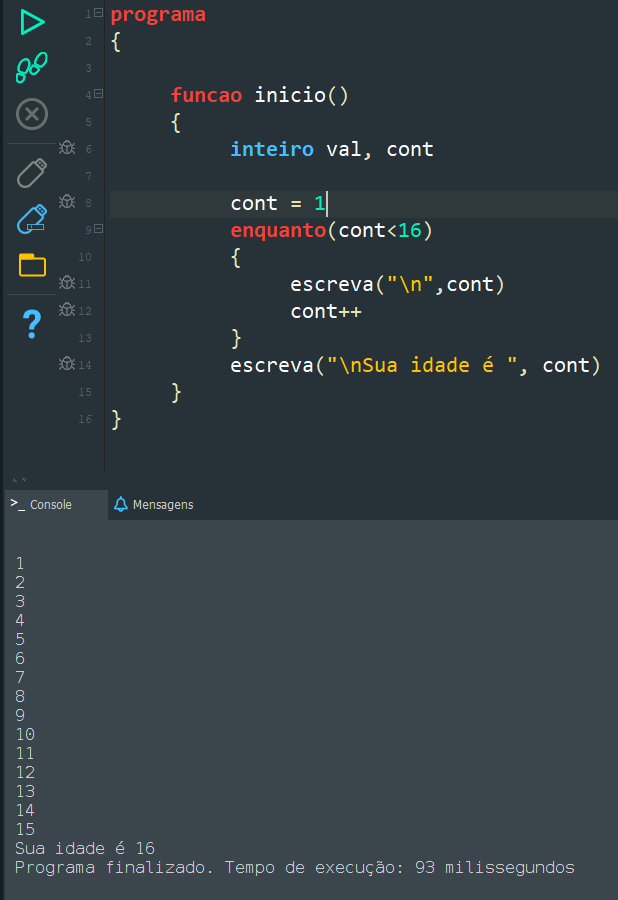 1 programa
2 {
3
4 funcao inicio()
5 {
6 inteiro val, cont
7
8 cont = 1
9 enquanto(cont<16)
10 {
11 escreva("\n",cont)
12 cont++
13 }
14 escreva("\nSua idade é ", cont)
15 }
16 }
>_ Console Mensagens
1
2
3
4
5
6
7
8
9
10
11
12
13
14
15
Sua idade é 16
Programa finalizado. Tempo de execução: 93 milissegundos